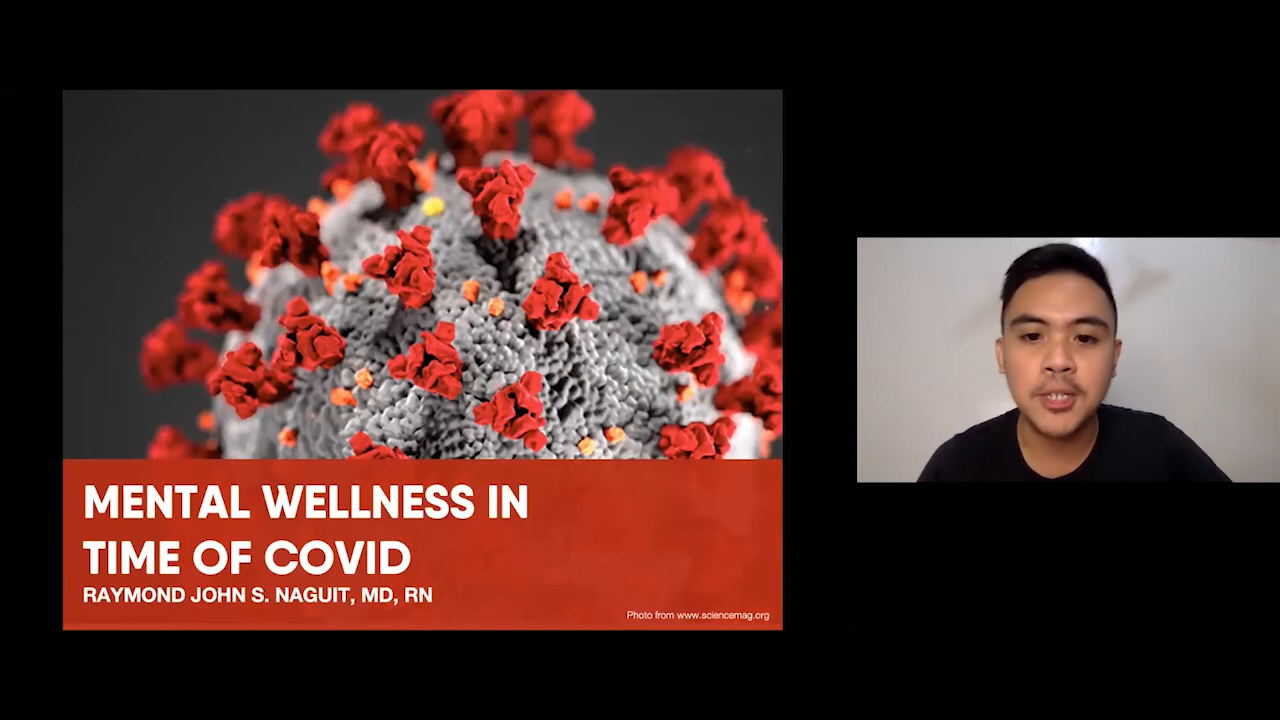 MENTAL WELLNESS IN
TIME OF COVID
RAYMOND JOHN S. NAGUIT, MD, RN
Photo from www.sciencemag.org